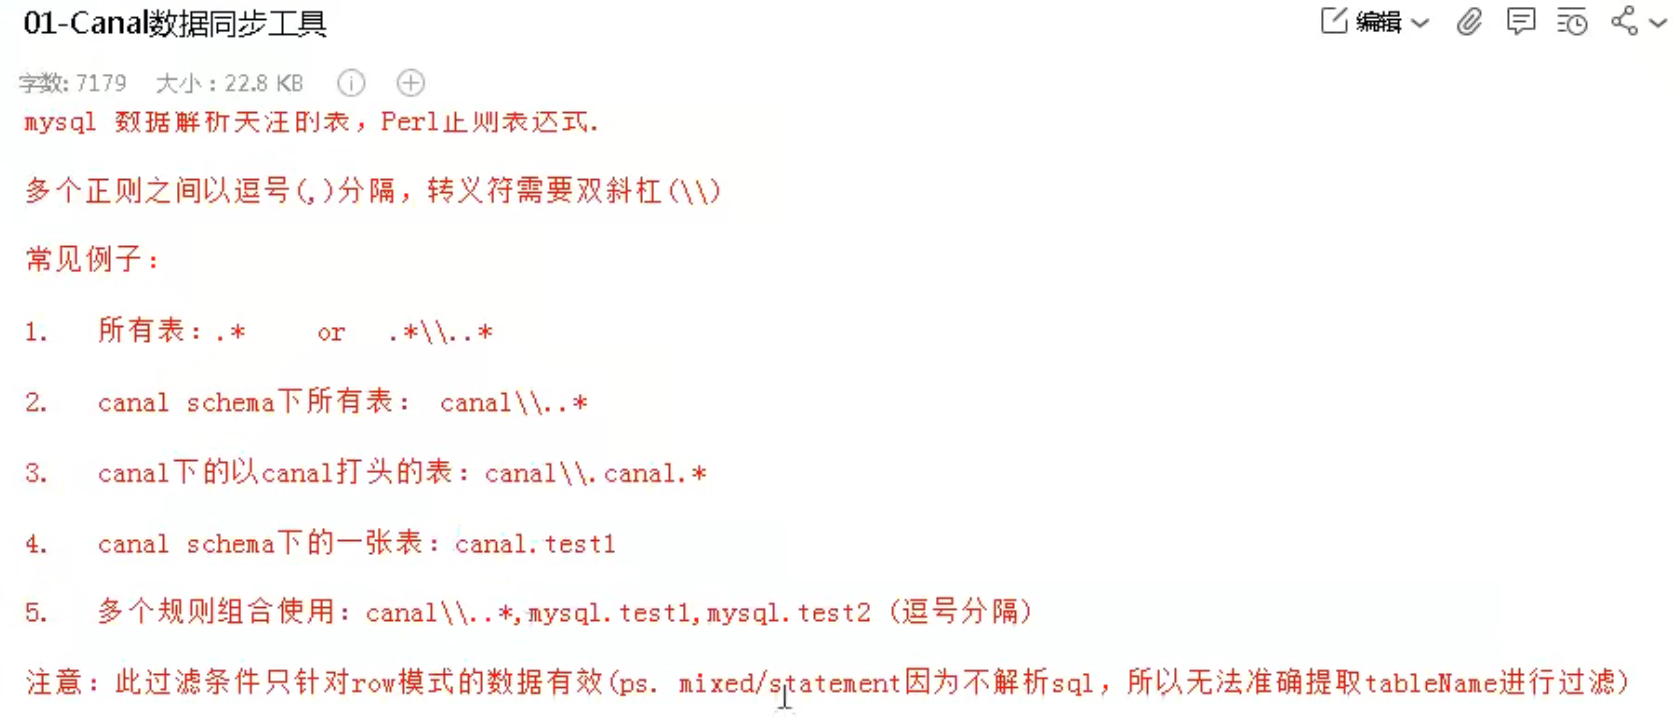 01-Canal数据同步工具
编辑
字数: 7179 大小：22.8 KB
mysql 数据解析关注的表，Perl正则表达式.
多个正则之间以逗号(,)分隔，转义符需要双斜杠(\\)
常见例子：
1. 所有表：.* or .*\\..*
2. canal schema下所有表： canal\\..*
3. canal下的以canal打头的表：canal\\.canal.*
4. canal schema下的一张表：canal.test1
5. 多个规则组合使用：canal\\..*,mysql.test1,mysql.test2 (逗号分隔)
注意：此过滤条件只针对row模式的数据有效(ps. mixed/statement因为不解析sql，所以无法准确提取tableName进行过滤)